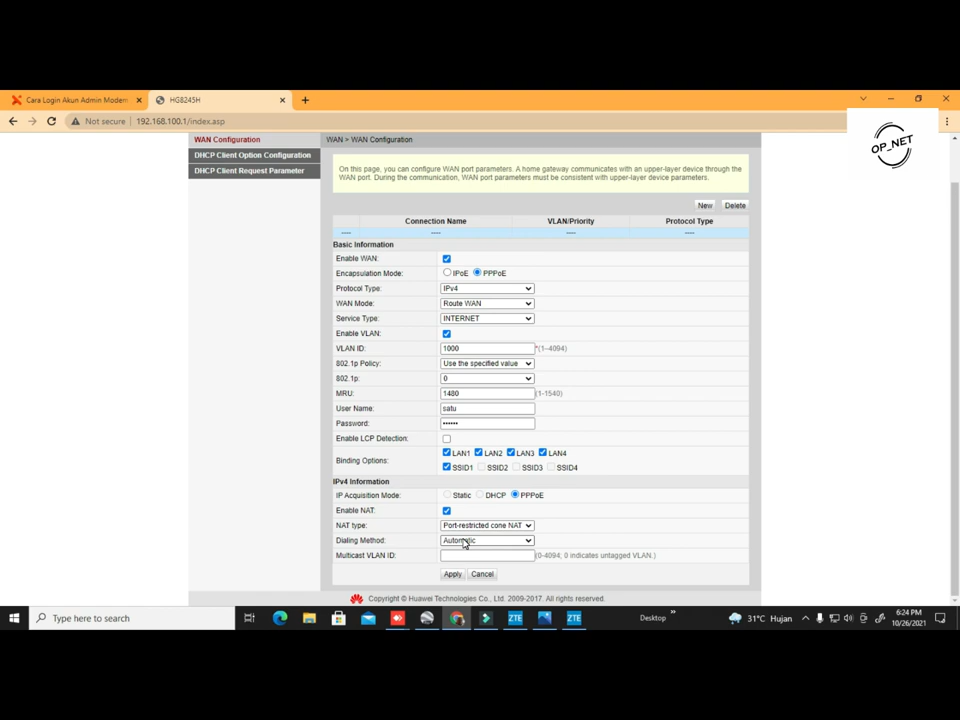 Cara Login Akun Admin Modem
HG8245H
Not secure 192.168.100.1/index.asp
OP_NET
WAN Configuration
DHCP Client Option Configuration
DHCP Client Request Parameter
WAN > WAN Configuration
On this page, you can configure WAN port parameters. A home gateway communicates with an upper-layer device through the
WAN port. During the communication, WAN port parameters must be consistent with upper-layer device parameters.
New Delete
Connection Name VLAN/Priority Protocol Type
---- ---- ---- ----
Basic Information
Enable WAN:
Encapsulation Mode: IPoE PPPoE
Protocol Type: IPv4
WAN Mode: Route WAN
Service Type: INTERNET
Enable VLAN:
VLAN ID: 1000 *(1–4094)
802.1p Policy: Use the specified value
802.1p: 0
MRU: 1480 (1-1540)
User Name: satu
Password: ••••••
Enable LCP Detection:
Binding Options: LAN1 LAN2 LAN3 LAN4
SSID1 SSID2 SSID3 SSID4
IPv4 Information
IP Acquisition Mode: Static DHCP PPPoE
Enable NAT:
NAT type: Port-restricted cone NAT
Dialing Method: Automatic
Multicast VLAN ID: (0-4094; 0 indicates untagged VLAN.)
Apply Cancel
Copyright © Huawei Technologies Co., Ltd. 2009-2017. All rights reserved.
Type here to search
ZTE ZTE
Desktop
31°C Hujan
6:24 PM
10/26/2021